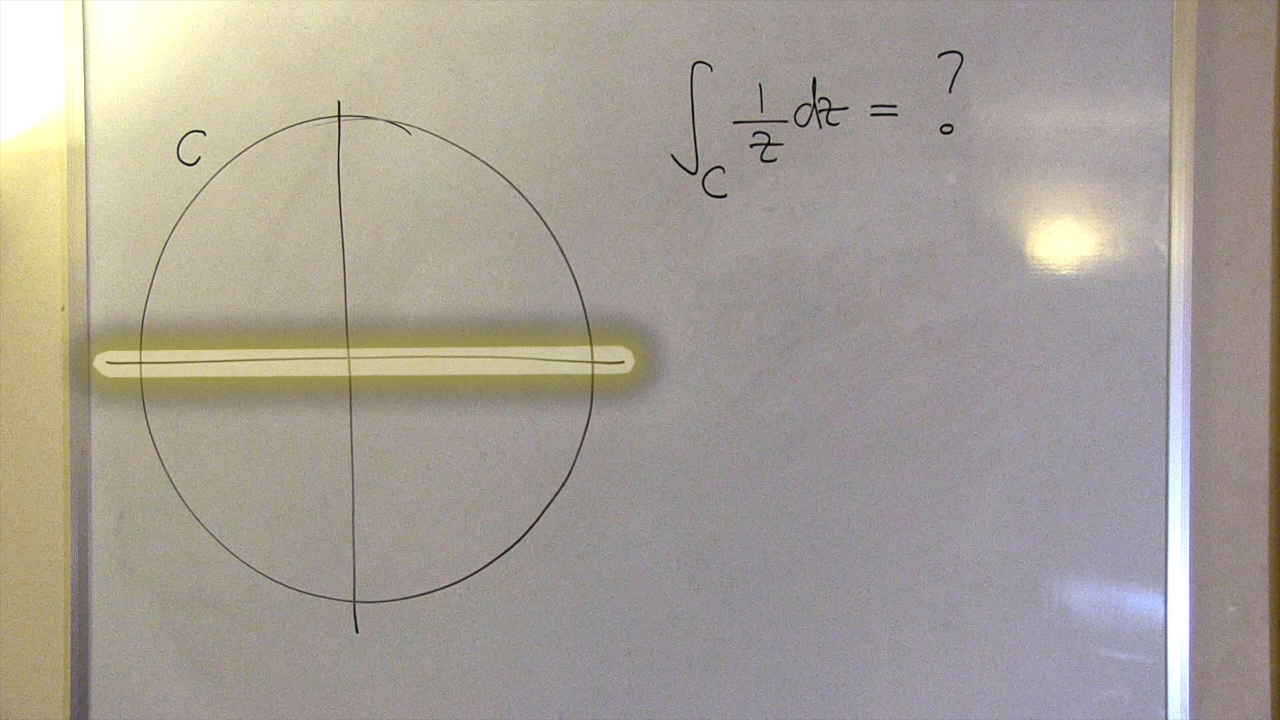 C
∫_C 1/z dz = ?